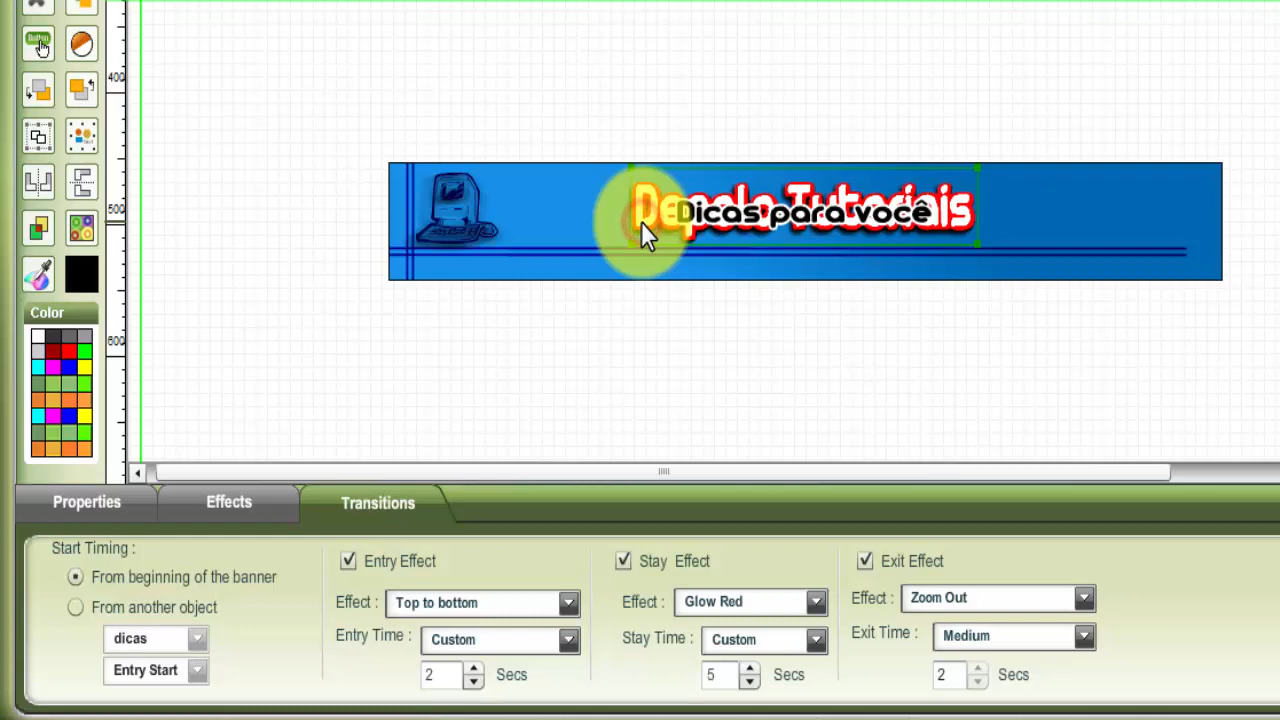 Button
400
500
600
Depolo Tutoriais
Dicas para você
Color
Properties
Effects
Transitions
Start Timing :
From beginning of the banner
From another object
dicas
Entry Start
Entry Effect
Effect : Top to bottom
Entry Time : Custom
2 Secs
Stay Effect
Effect : Glow Red
Stay Time : Custom
5 Secs
Exit Effect
Effect : Zoom Out
Exit Time : Medium
2 Secs